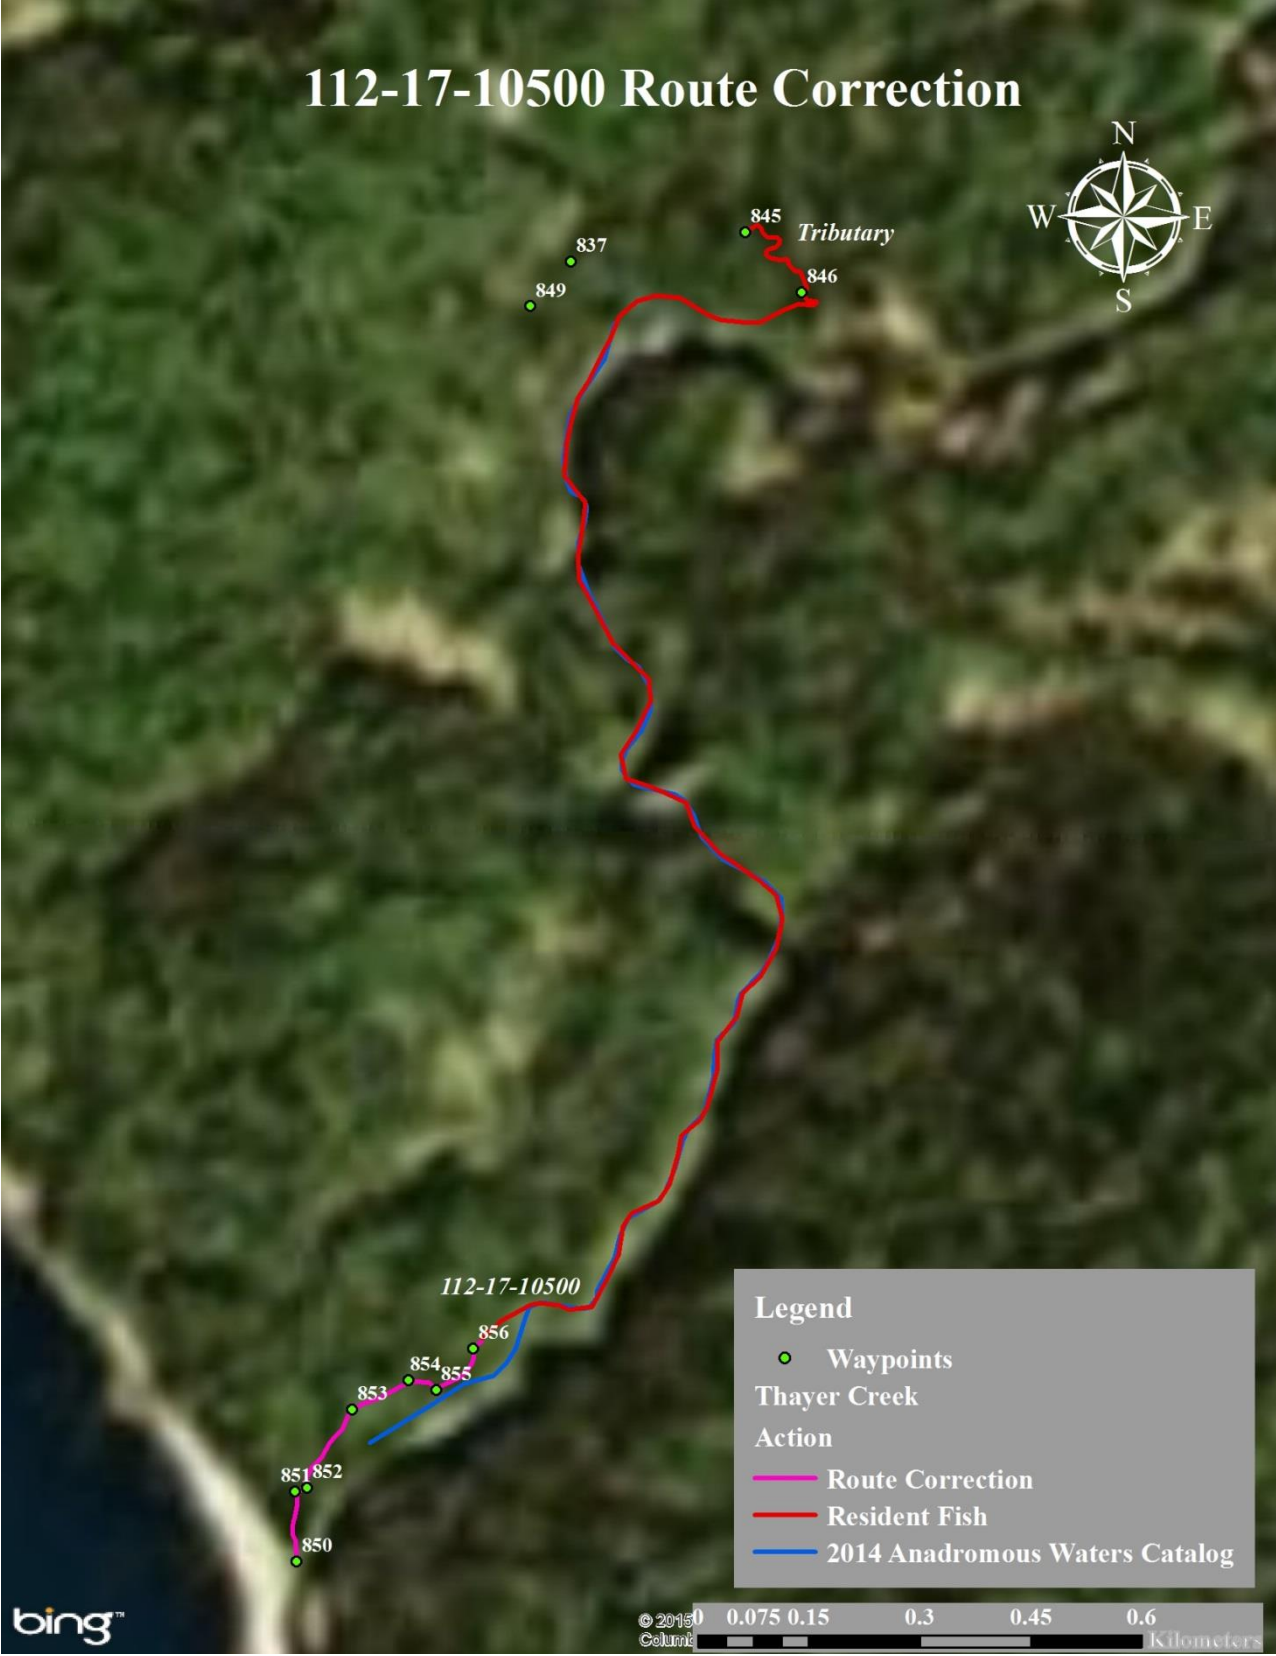 112-17-10500 Route Correction
N
W E
S
845
Tributary
837
846
849
112-17-10500
856
854
855
853
851 852
850
Legend
Waypoints
Thayer Creek
Action
Route Correction
Resident Fish
2014 Anadromous Waters Catalog
bing™
© 2015
0 0.075 0.15 0.3 0.45 0.6
Kilometers